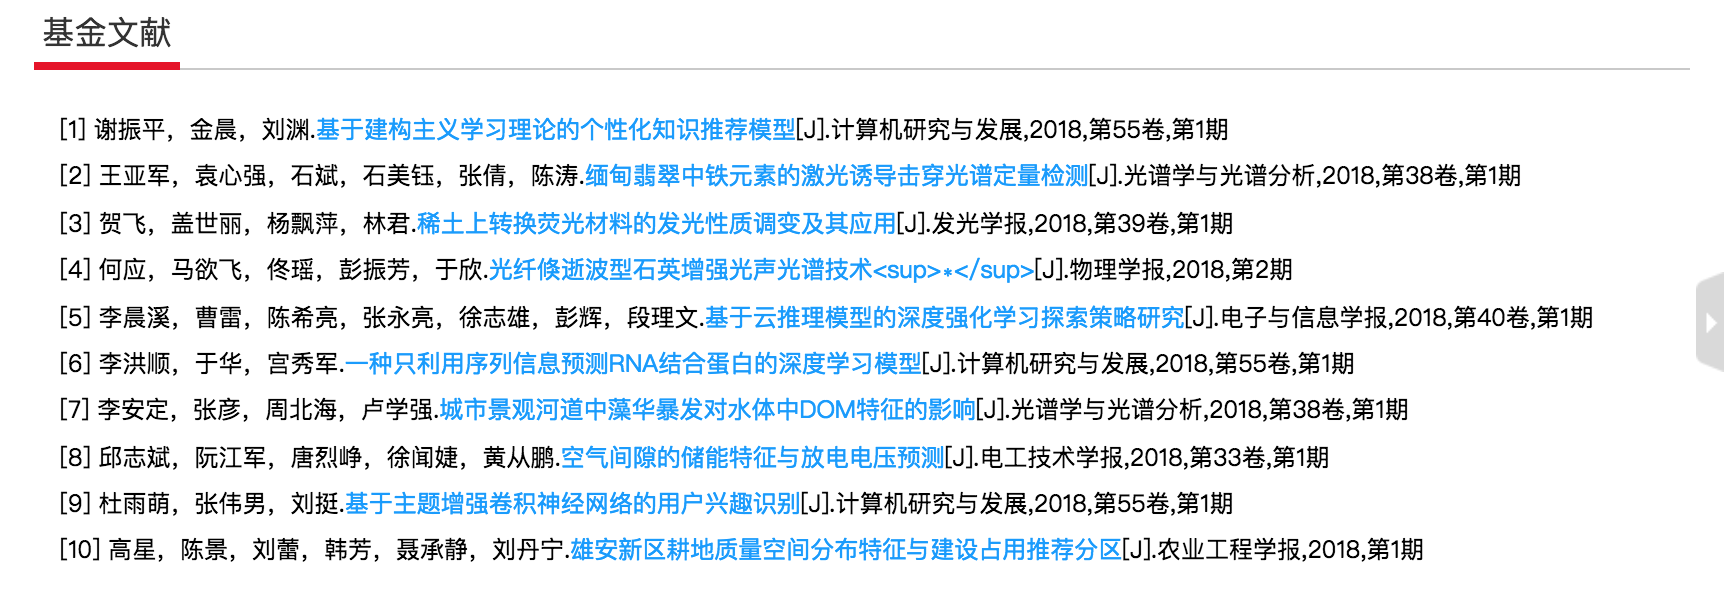 基金文献
[1] 谢振平，金晨，刘渊.基于建构主义学习理论的个性化知识推荐模型[J].计算机研究与发展,2018,第55卷,第1期
[2] 王亚军，袁心强，石斌，石美钰，张倩，陈涛.缅甸翡翠中铁元素的激光诱导击穿光谱定量检测[J].光谱学与光谱分析,2018,第38卷,第1期
[3] 贺飞，盖世丽，杨飘萍，林君.稀土上转换荧光材料的发光性质调变及其应用[J].发光学报,2018,第39卷,第1期
[4] 何应，马欲飞，佟瑶，彭振芳，于欣.光纤倏逝波型石英增强光声光谱技术<sup>*</sup>[J].物理学报,2018,第2期
[5] 李晨溪，曹雷，陈希亮，张永亮，徐志雄，彭辉，段理文.基于云推理模型的深度强化学习探索策略研究[J].电子与信息学报,2018,第40卷,第1期
[6] 李洪顺，于华，宫秀军.一种只利用序列信息预测RNA结合蛋白的深度学习模型[J].计算机研究与发展,2018,第55卷,第1期
[7] 李安定，张彦，周北海，卢学强.城市景观河道中藻华暴发对水体中DOM特征的影响[J].光谱学与光谱分析,2018,第38卷,第1期
[8] 邱志斌，阮江军，唐烈峥，徐闻婕，黄从鹏.空气间隙的储能特征与放电电压预测[J].电工技术学报,2018,第33卷,第1期
[9] 杜雨萌，张伟男，刘挺.基于主题增强卷积神经网络的用户兴趣识别[J].计算机研究与发展,2018,第55卷,第1期
[10] 高星，陈景，刘蕾，韩芳，聂承静，刘丹宁.雄安新区耕地质量空间分布特征与建设占用推荐分区[J].农业工程学报,2018,第1期